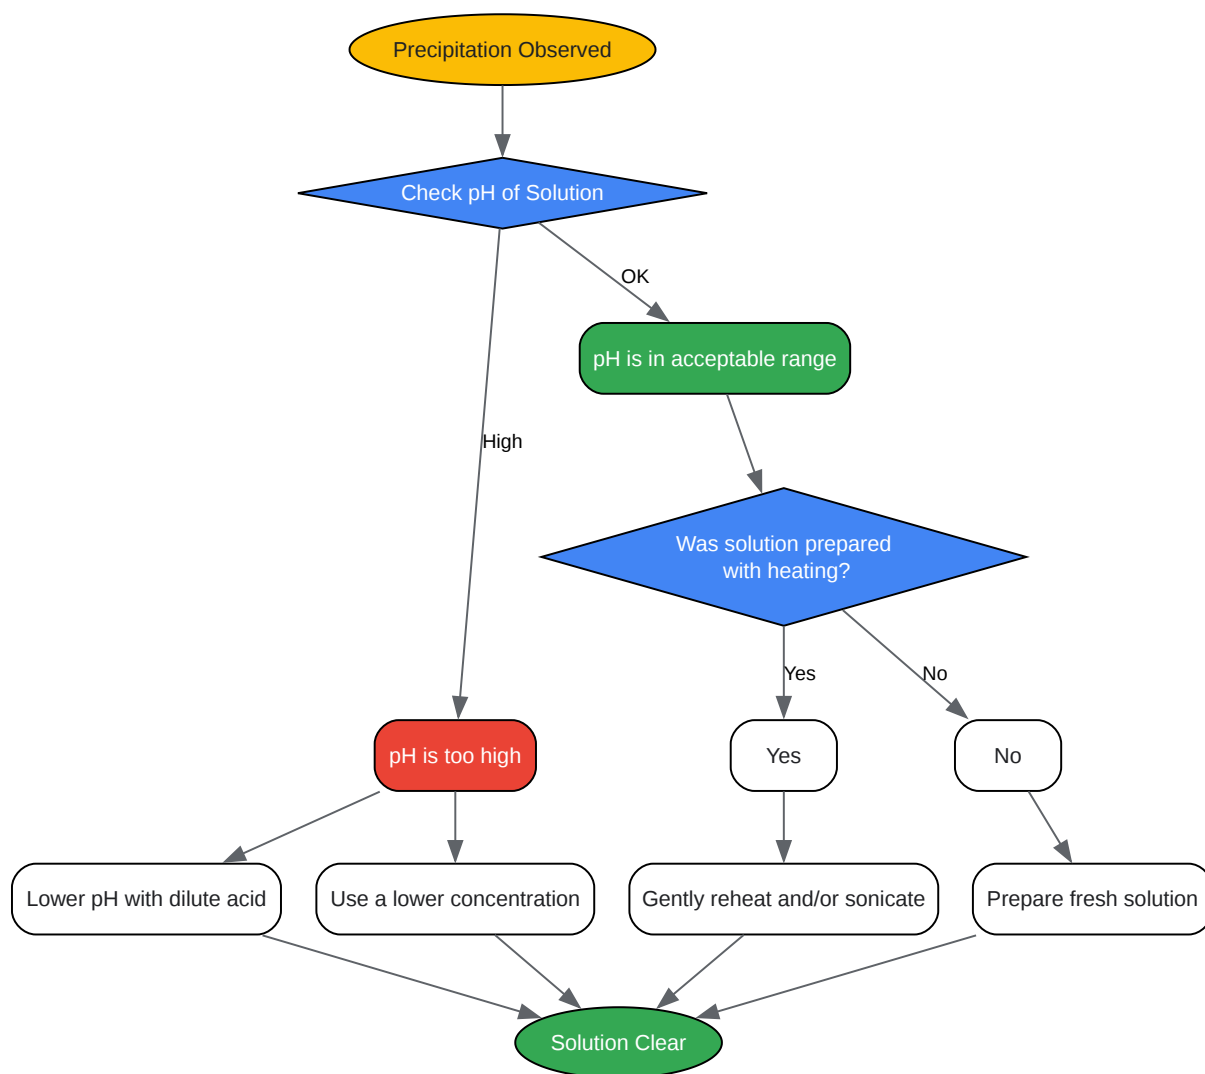 Precipitation Observed
Check pH of Solution
OK
pH is in acceptable range
High
Was solution prepared
with heating?
Yes
No
pH is too high
Yes
No
Lower pH with dilute acid
Use a lower concentration
Gently reheat and/or sonicate
Prepare fresh solution
Solution Clear